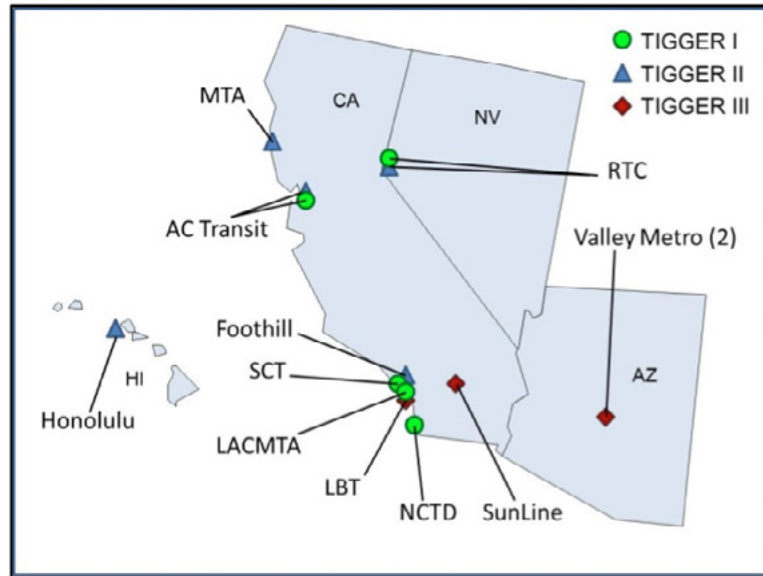 TIGGER I
TIGGER II
TIGGER III
MTA
CA
NV
RTC
AC Transit
Valley Metro (2)
Foothill
SCT
HI
AZ
Honolulu
LACMTA
LBT
NCTD
SunLine